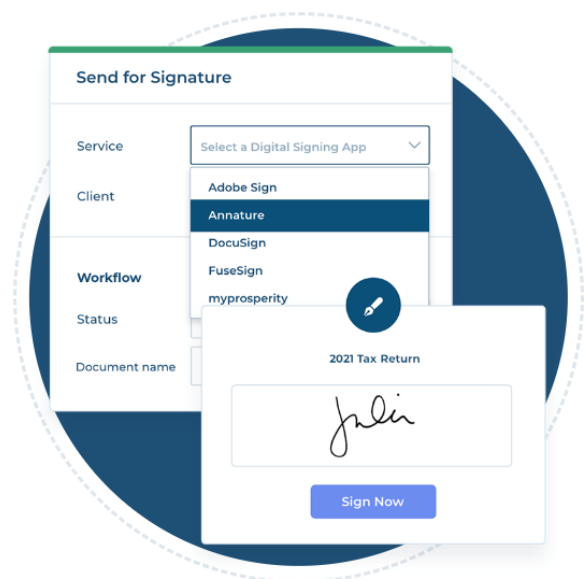 Send for Signature
Service
Select a Digital Signing App
Client
Adobe Sign
Annature
DocuSign
FuseSign
myprosperity
Workflow
Status
Document name
2021 Tax Return
Julia
Sign Now